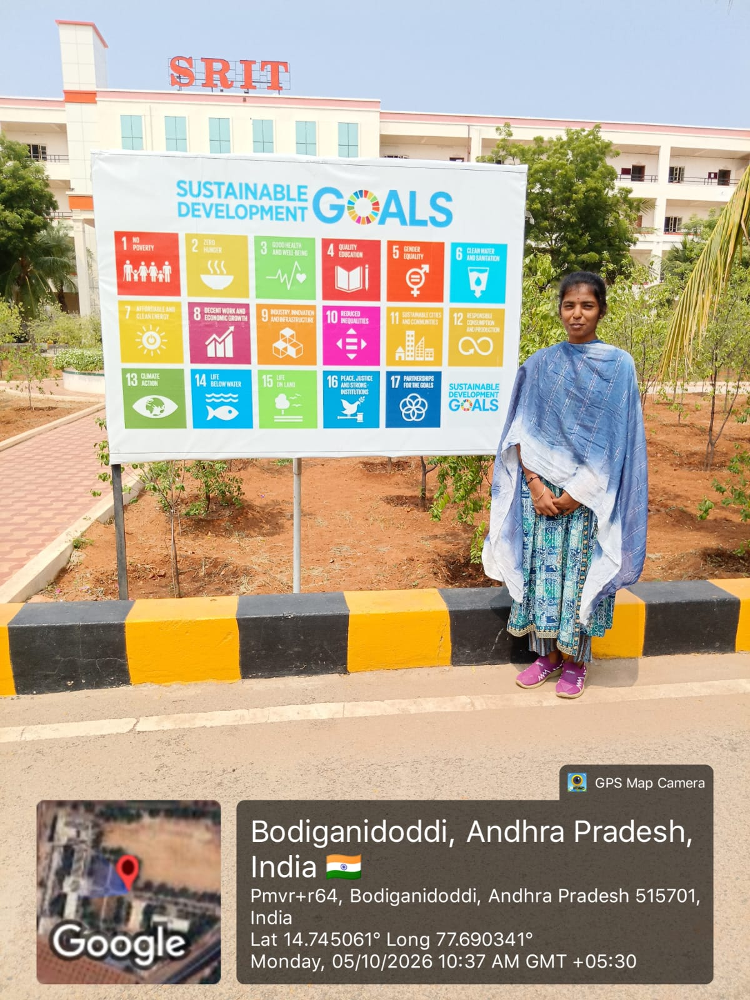 SRIT
SUSTAINABLE
DEVELOPMENT
GOALS
1 NO
POVERTY
2 ZERO
HUNGER
3 GOOD HEALTH
AND WELL-BEING
4 QUALITY
EDUCATION
5 GENDER
EQUALITY
6 CLEAN WATER
AND SANITATION
7 AFFORDABLE AND
CLEAN ENERGY
8 DECENT WORK AND
ECONOMIC GROWTH
9 INDUSTRY, INNOVATION
AND INFRASTRUCTURE
10 REDUCED
INEQUALITIES
11 SUSTAINABLE CITIES
AND COMMUNITIES
12 RESPONSIBLE
CONSUMPTION
AND PRODUCTION
13 CLIMATE
ACTION
14 LIFE
BELOW WATER
15 LIFE
ON LAND
16 PEACE, JUSTICE
AND STRONG
INSTITUTIONS
17 PARTNERSHIPS
FOR THE GOALS
SUSTAINABLE
DEVELOPMENT
GOALS
GPS Map Camera
Google
Bodiganidoddi, Andhra Pradesh,
India
Pmvr+r64, Bodiganidoddi, Andhra Pradesh 515701,
India
Lat 14.745061° Long 77.690341°
Monday, 05/10/2026 10:37 AM GMT +05:30